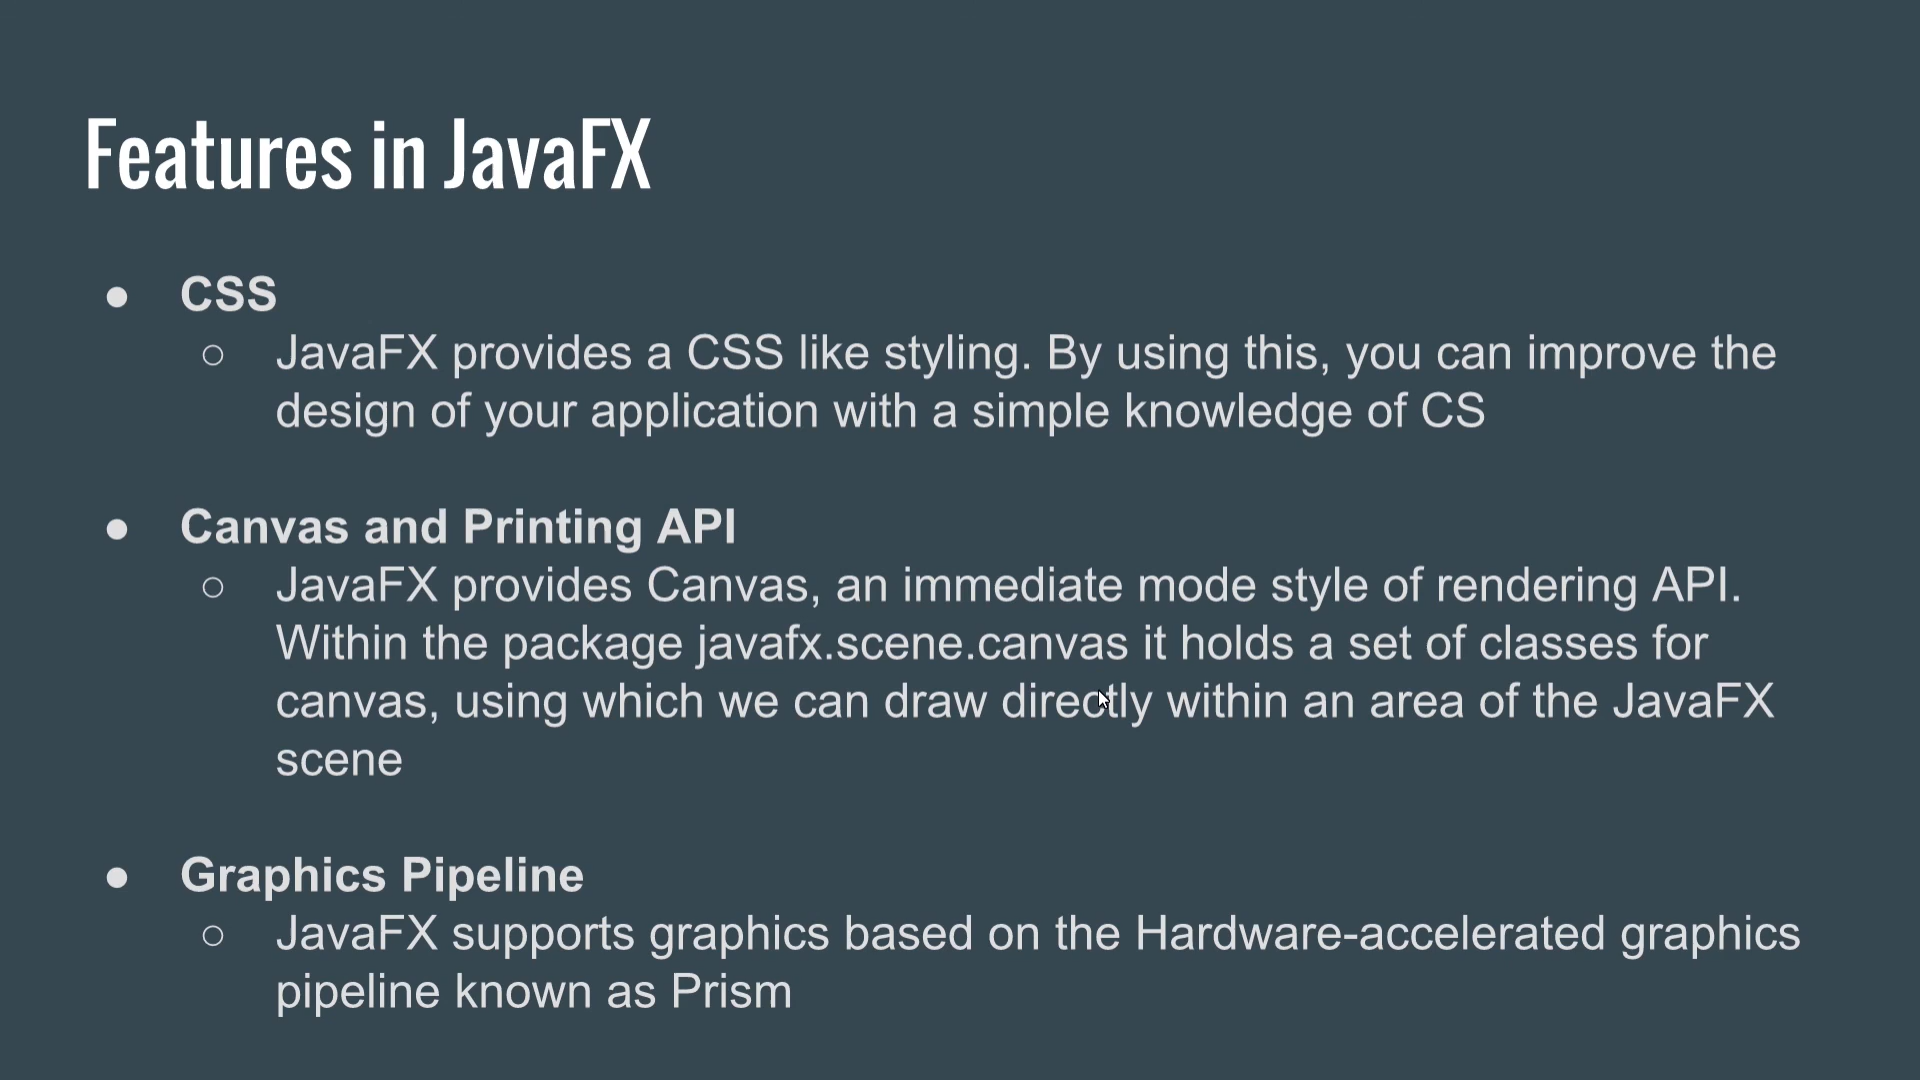 Features in JavaFX
● CSS
○ JavaFX provides a CSS like styling. By using this, you can improve the
design of your application with a simple knowledge of CS
● Canvas and Printing API
○ JavaFX provides Canvas, an immediate mode style of rendering API.
Within the package javafx.scene.canvas it holds a set of classes for
canvas, using which we can draw directly within an area of the JavaFX
scene
● Graphics Pipeline
○ JavaFX supports graphics based on the Hardware-accelerated graphics
pipeline known as Prism